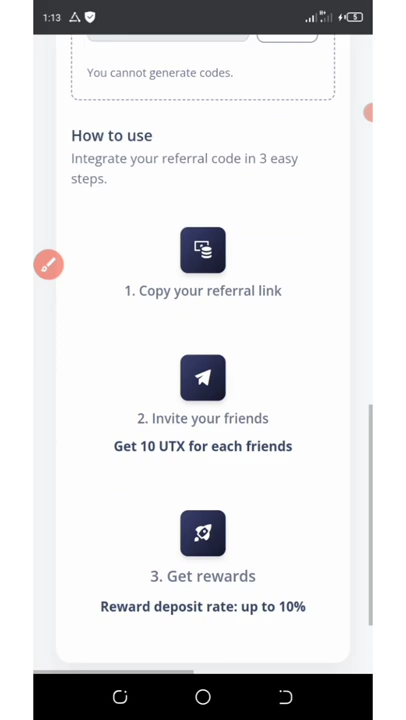 1:13
5
You cannot generate codes.
How to use
Integrate your referral code in 3 easy
steps.
1. Copy your referral link
2. Invite your friends
Get 10 UTX for each friends
3. Get rewards
Reward deposit rate: up to 10%